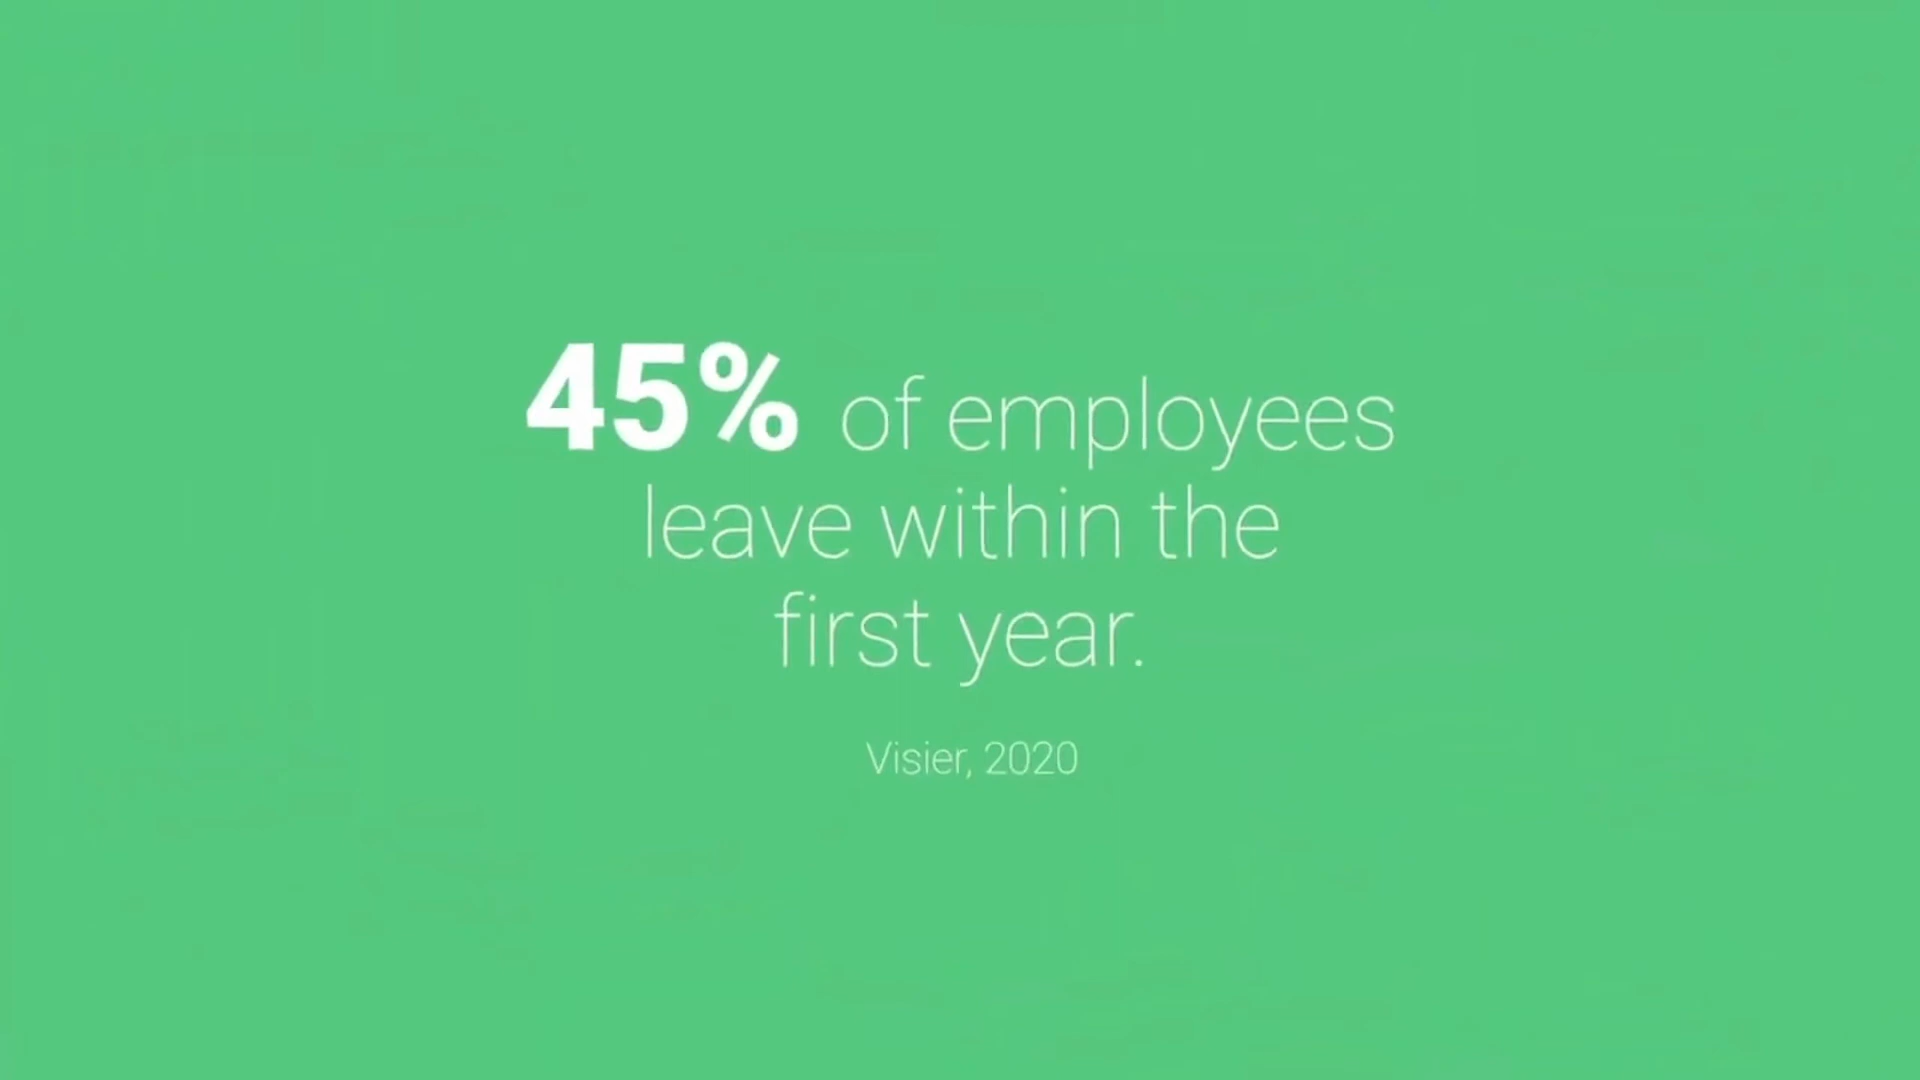 45% of employees
leave within the
first year.
Visier, 2020